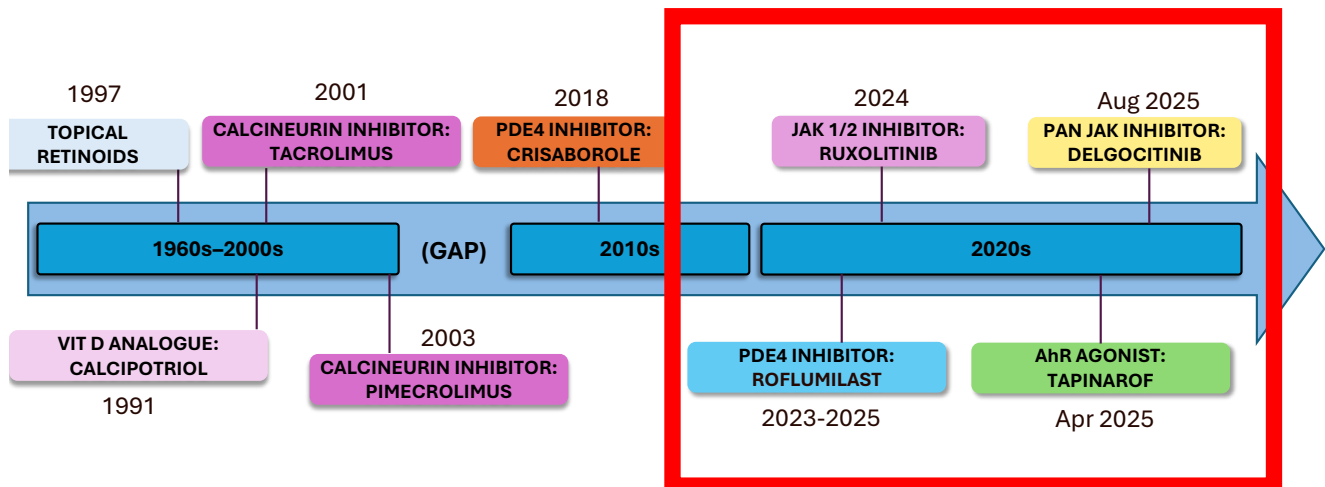 1997
TOPICAL
RETINOIDS
2001
CALCINEURIN INHIBITOR:
TACROLIMUS
2018
PDE4 INHIBITOR:
CRISABOROLE
2024
JAK 1/2 INHIBITOR:
RUXOLITINIB
Aug 2025
PAN JAK INHIBITOR:
DELGOCITINIB
1960s–2000s
(GAP)
2010s
2020s
VIT D ANALOGUE:
CALCIPOTRIOL
1991
2003
CALCINEURIN INHIBITOR:
PIMECROLIMUS
PDE4 INHIBITOR:
ROFLUMILAST
2023-2025
AhR AGONIST:
TAPINAROF
Apr 2025